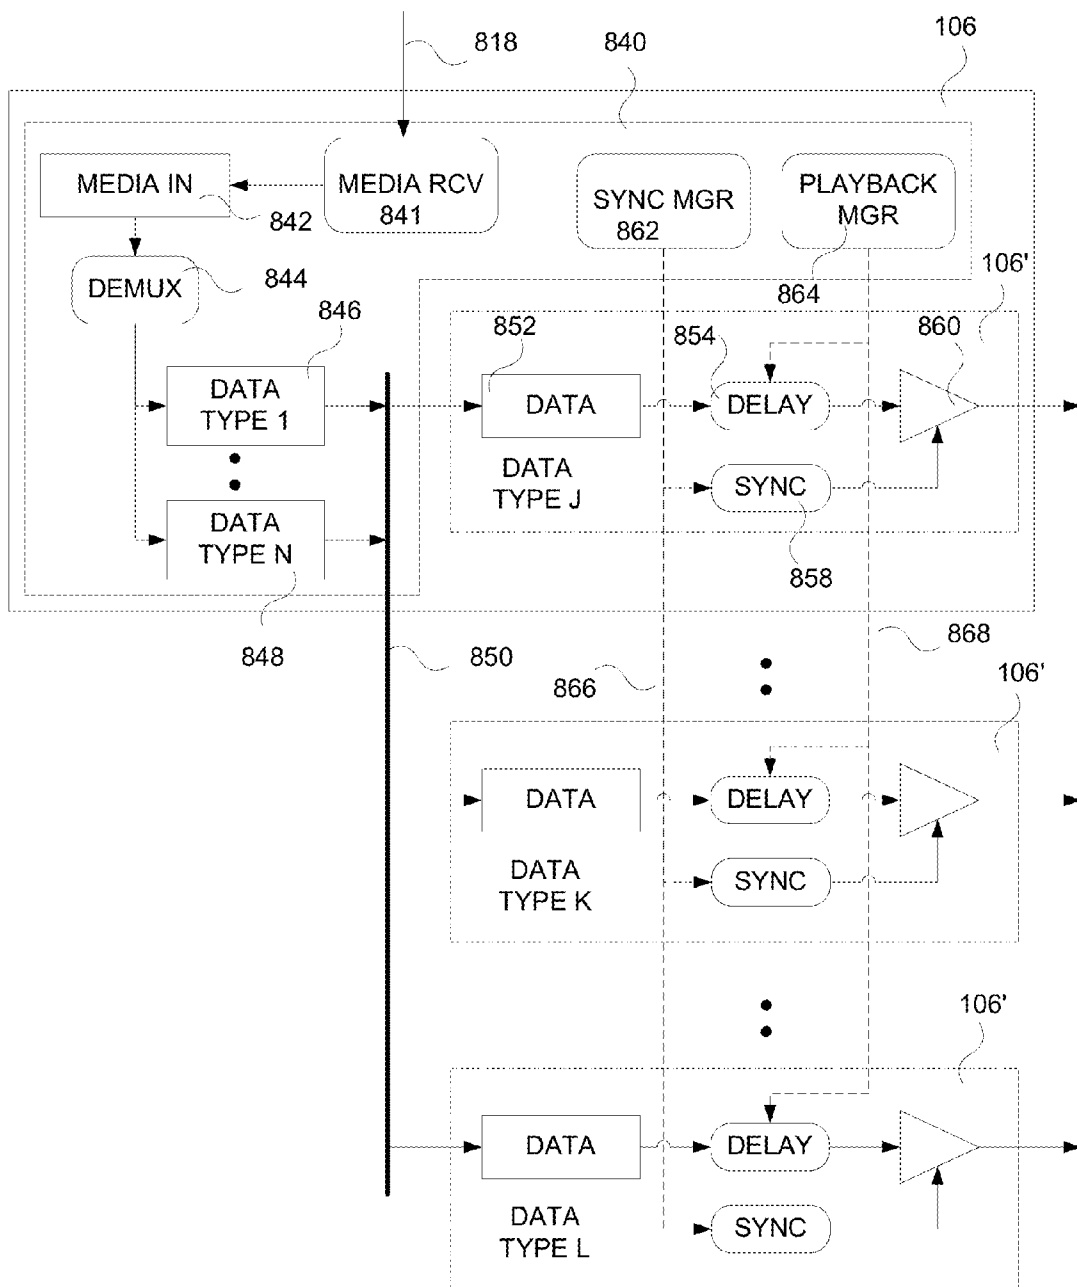 818
840
106
MEDIA IN
842
MEDIA RCV
841
SYNC MGR
862
PLAYBACK
MGR
864
DEMUX
844
106'
846
852
854
860
DATA
TYPE 1
DATA
DELAY
DATA
TYPE J
SYNC
DATA
TYPE N
858
848
850
866
868
106'
DATA
DELAY
DATA
TYPE K
SYNC
106'
DATA
DELAY
DATA
TYPE L
SYNC